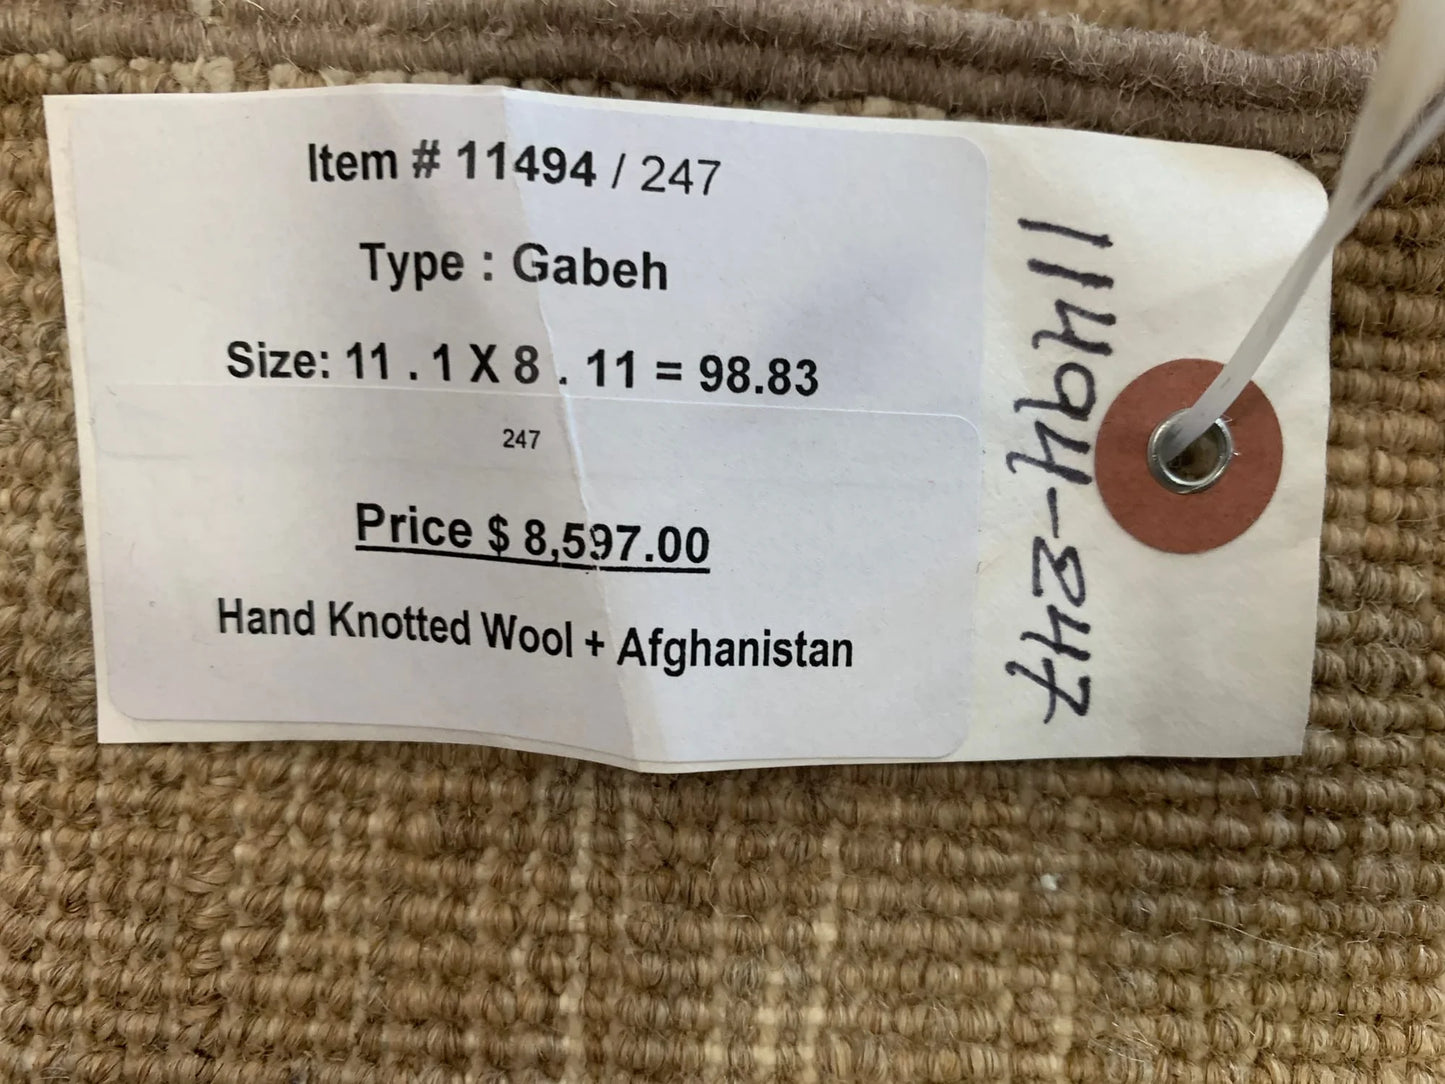 Item # 11494 / 247
Type : Gabeh
Size: 11 . 1 X 8 . 11 = 98.83
247
Price $ 8,597.00
Hand Knotted Wool + Afghanistan
11494-247